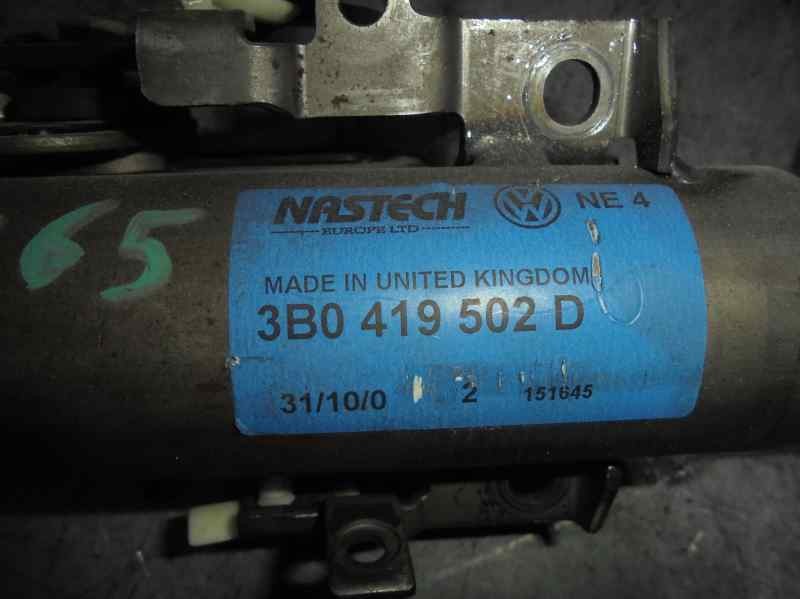 65
NASTECH
EUROPE LTD
NE 4
MADE IN UNITED KINGDOM
3B0 419 502 D
31/10/0 2 151645